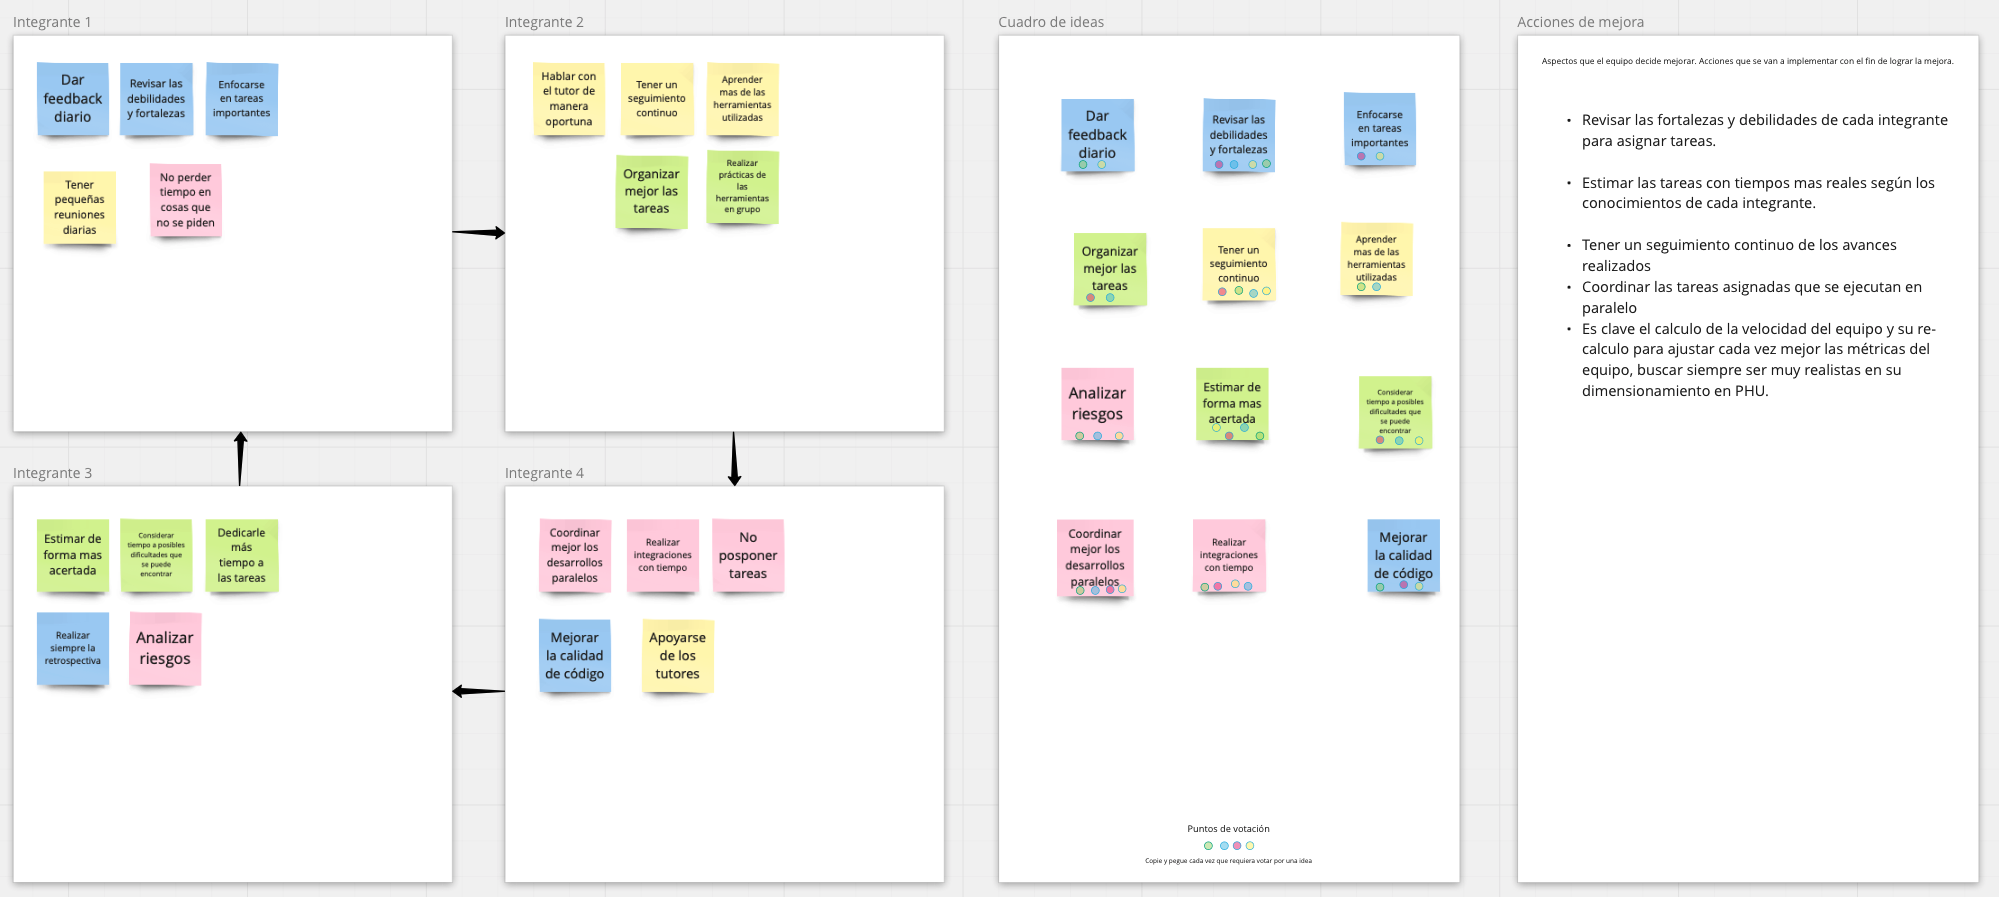 Integrante 1
Dar
feedback
diario
Revisar las
debilidades
y fortalezas
Enfocarse
en tareas
importantes
Tener
pequeñas
reuniones
diarias
No perder
tiempo en
cosas que
no se piden
Integrante 2
Hablar con
el tutor de
manera
oportuna
Tener un
seguimiento
continuo
Aprender
mas de las
herramientas
utilizadas
Organizar
mejor las
tareas
Realizar
prácticas de
las
herramientas
en grupo
Integrante 3
Estimar de
forma mas
acertada
Considerar
tiempo a posibles
dificultades que
se puede
encontrar
Dedicarle
más
tiempo a
las tareas
Realizar
siempre la
retrospectiva
Analizar
riesgos
Integrante 4
Coordinar
mejor los
desarrollos
paralelos
Realizar
integraciones
con tiempo
No
posponer
tareas
Mejorar
la calidad
de código
Apoyarse
de los
tutores
Cuadro de ideas
Dar
feedback
diario
Revisar las
debilidades
y fortalezas
Enfocarse
en tareas
importantes
Organizar
mejor las
tareas
Tener un
seguimiento
continuo
Aprender
mas de las
herramientas
utilizadas
Analizar
riesgos
Estimar de
forma mas
acertada
Considerar
tiempo a posibles
dificultades que
se puede
encontrar
Coordinar
mejor los
desarrollos
paralelos
Realizar
integraciones
con tiempo
Mejorar
la calidad
de código
Puntos de votación
Copie y pegue cada vez que requiera votar por una idea
Acciones de mejora
Aspectos que el equipo decide mejorar. Acciones que se van a implementar con el fin de lograr la mejora.
• Revisar las fortalezas y debilidades de cada integrante
para asignar tareas.
• Estimar las tareas con tiempos mas reales según los
conocimientos de cada integrante.
• Tener un seguimiento continuo de los avances
realizados
• Coordinar las tareas asignadas que se ejecutan en
paralelo
• Es clave el calculo de la velocidad del equipo y su re-
calculo para ajustar cada vez mejor las métricas del
equipo, buscar siempre ser muy realistas en su
dimensionamiento en PHU.